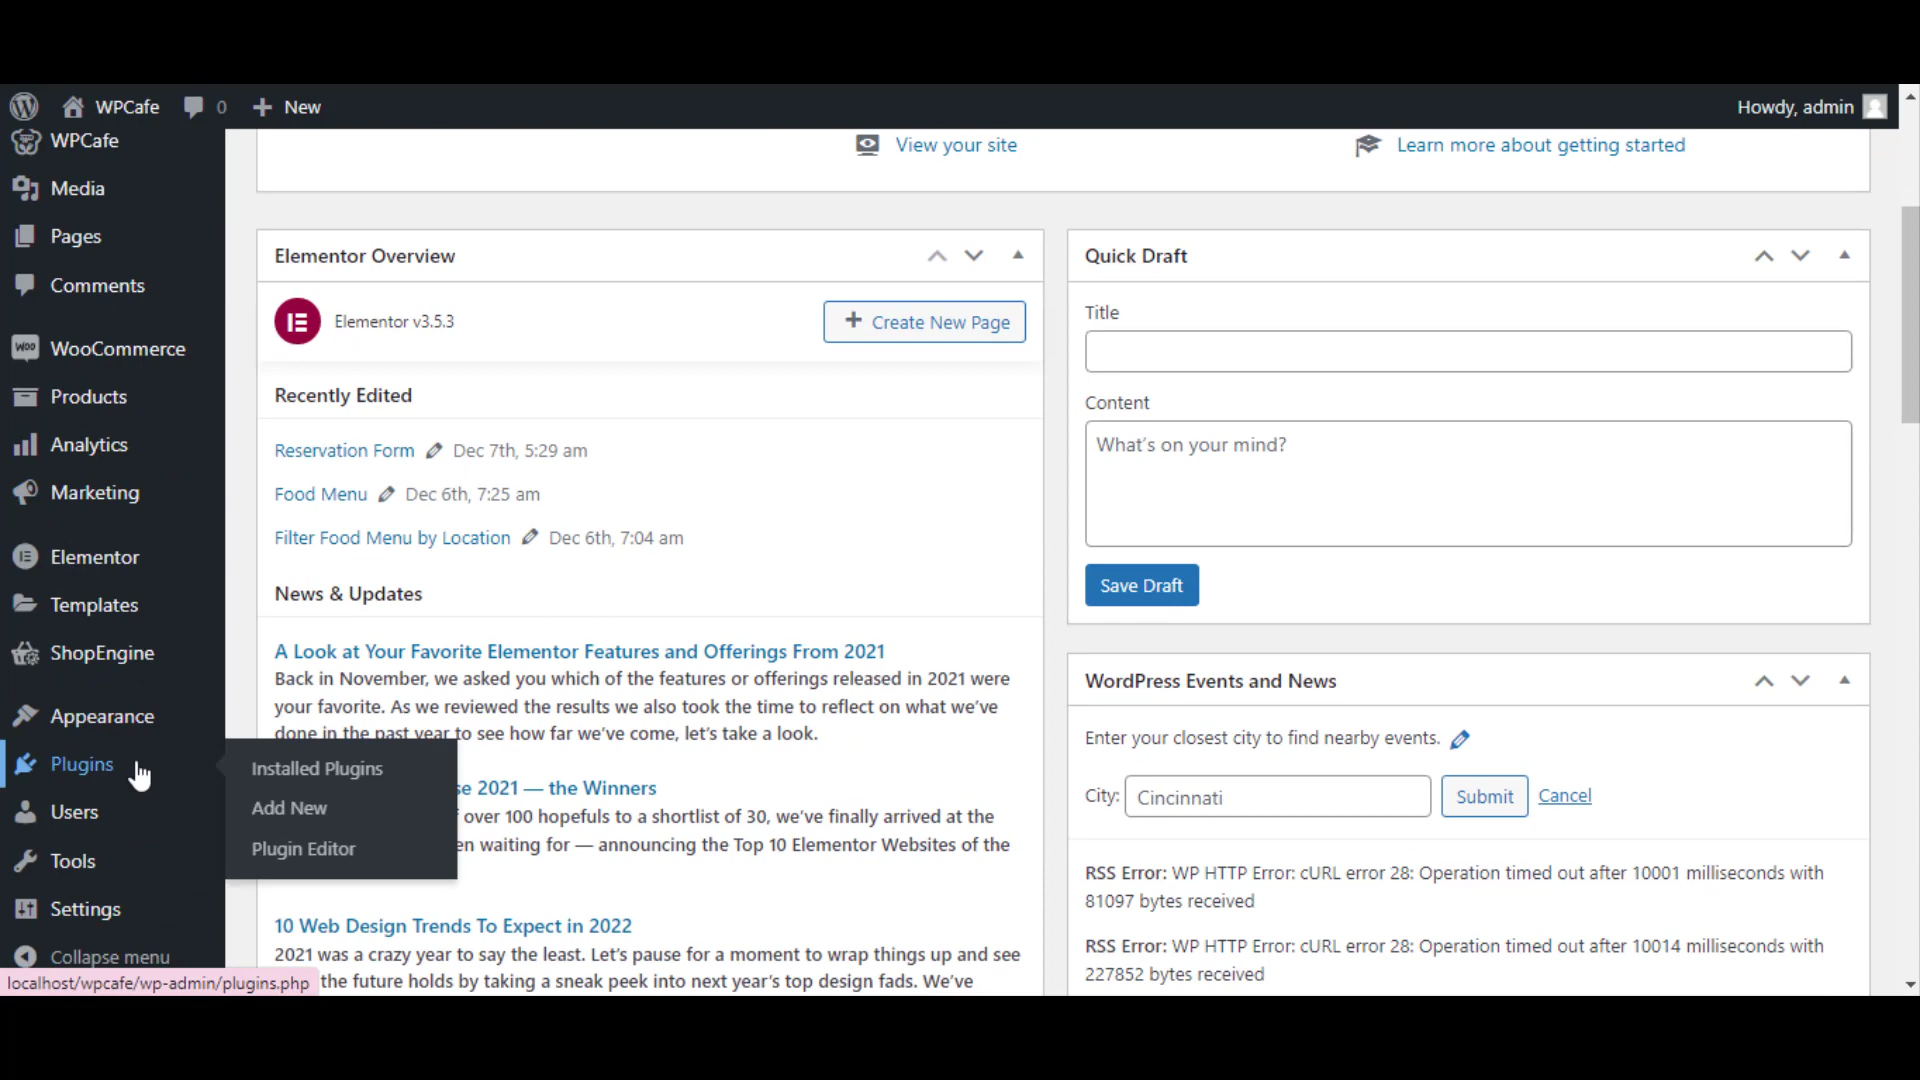 WPCafe
0
New
Howdy, admin
WPCafe
Media
Pages
Comments
WOO
WooCommerce
Products
Analytics
Marketing
Elementor
Templates
ShopEngine
Appearance
Plugins
Users
Tools
Settings
Collapse menu
Installed Plugins
Add New
Plugin Editor
localhost/wpcafe/wp-admin/plugins.php
View your site
Learn more about getting started
Elementor Overview
Elementor v3.5.3
Create New Page
Recently Edited
Reservation Form Dec 7th, 5:29 am
Food Menu Dec 6th, 7:25 am
Filter Food Menu by Location Dec 6th, 7:04 am
News & Updates
A Look at Your Favorite Elementor Features and Offerings From 2021
Back in November, we asked you which of the features or offerings released in 2021 were
your favorite. As we reviewed the results we also took the time to reflect on what we've
done in the past year to see how far we've come, let's take a look.
se 2021 — the Winners
over 100 hopefuls to a shortlist of 30, we've finally arrived at the
en waiting for — announcing the Top 10 Elementor Websites of the
10 Web Design Trends To Expect in 2022
2021 was a crazy year to say the least. Let's pause for a moment to wrap things up and see
the future holds by taking a sneak peek into next year's top design fads. We've
Quick Draft
Title
Content
What's on your mind?
Save Draft
WordPress Events and News
Enter your closest city to find nearby events.
City: Cincinnati Submit Cancel
RSS Error: WP HTTP Error: cURL error 28: Operation timed out after 10001 milliseconds with
81097 bytes received
RSS Error: WP HTTP Error: cURL error 28: Operation timed out after 10014 milliseconds with
227852 bytes received